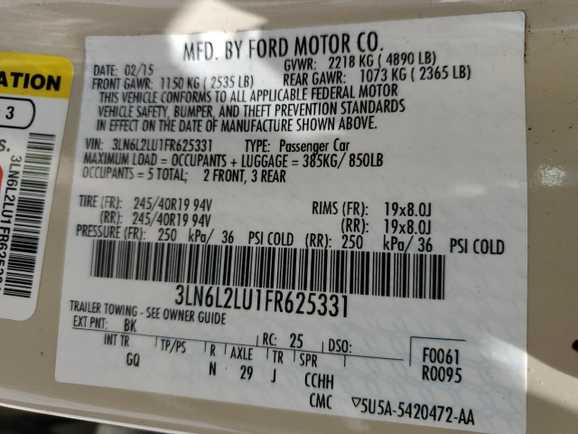 MFD. BY FORD MOTOR CO.
DATE: 02/15 GVWR: 2218 KG ( 4890 LB)
FRONT GAWR: 1150 KG ( 2535 LB) REAR GAWR: 1073 KG ( 2365 LB)
THIS VEHICLE CONFORMS TO ALL APPLICABLE FEDERAL MOTOR
VEHICLE SAFETY, BUMPER, AND THEFT PREVENTION STANDARDS
IN EFFECT ON THE DATE OF MANUFACTURE SHOWN ABOVE.
VIN: 3LN6L2LU1FR625331 TYPE: Passenger Car
MAXIMUM LOAD = OCCUPANTS + LUGGAGE = 385KG/ 850LB
OCCUPANTS = 5 TOTAL; 2 FRONT, 3 REAR
TIRE (FR): 245/40R19 94V RIMS (FR): 19x8.0J
(RR): 245/40R19 94V (RR): 19x8.0J
PRESSURE (FR): 250 kPa/ 36 PSI COLD (RR): 250 kPa/ 36 PSI COLD
3LN6L2LU1FR625331
TRAILER TOWING - SEE OWNER GUIDE
EXT PNT: BK RC: 25 DSO: F0061
INT TR TP/PS R AXLE TR SPR R0095
GQ N 29 J CCHH
CMC 5U5A-5420472-AA
ATION
3
S.